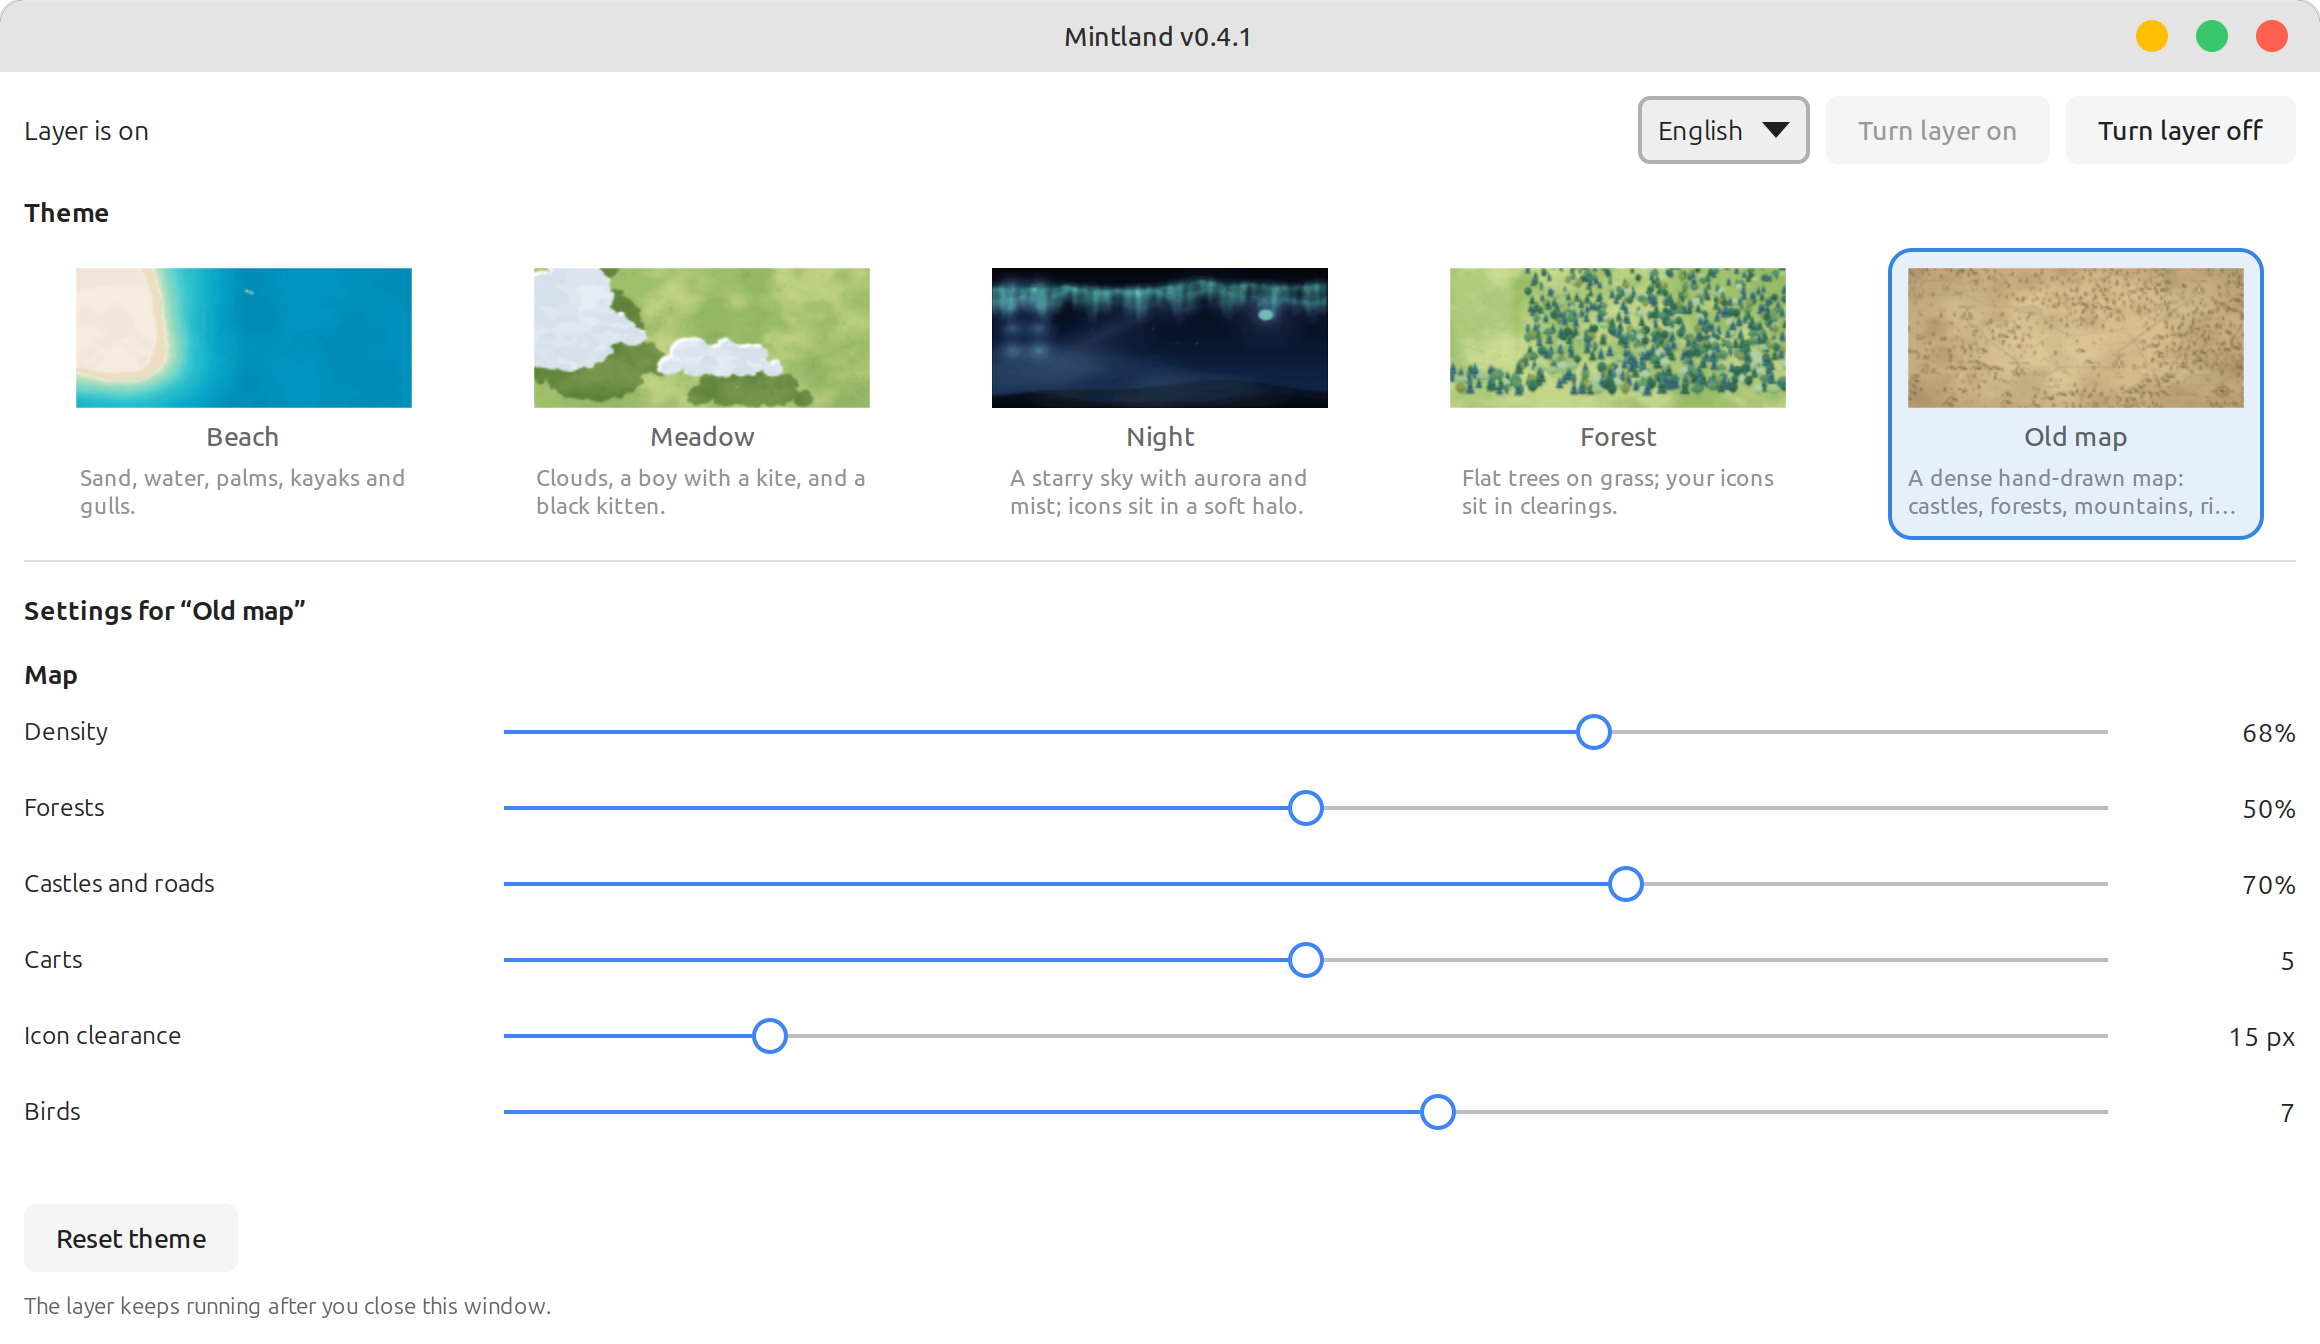 Mintland v0.4.1
Layer is on
English
Turn layer on
Turn layer off
Theme
Beach
Sand, water, palms, kayaks and
gulls.
Meadow
Clouds, a boy with a kite, and a
black kitten.
Night
A starry sky with aurora and
mist; icons sit in a soft halo.
Forest
Flat trees on grass; your icons
sit in clearings.
Old map
A dense hand-drawn map:
castles, forests, mountains, ri…
Settings for “Old map”
Map
Density
68%
Forests
50%
Castles and roads
70%
Carts
5
Icon clearance
15 px
Birds
7
Reset theme
The layer keeps running after you close this window.